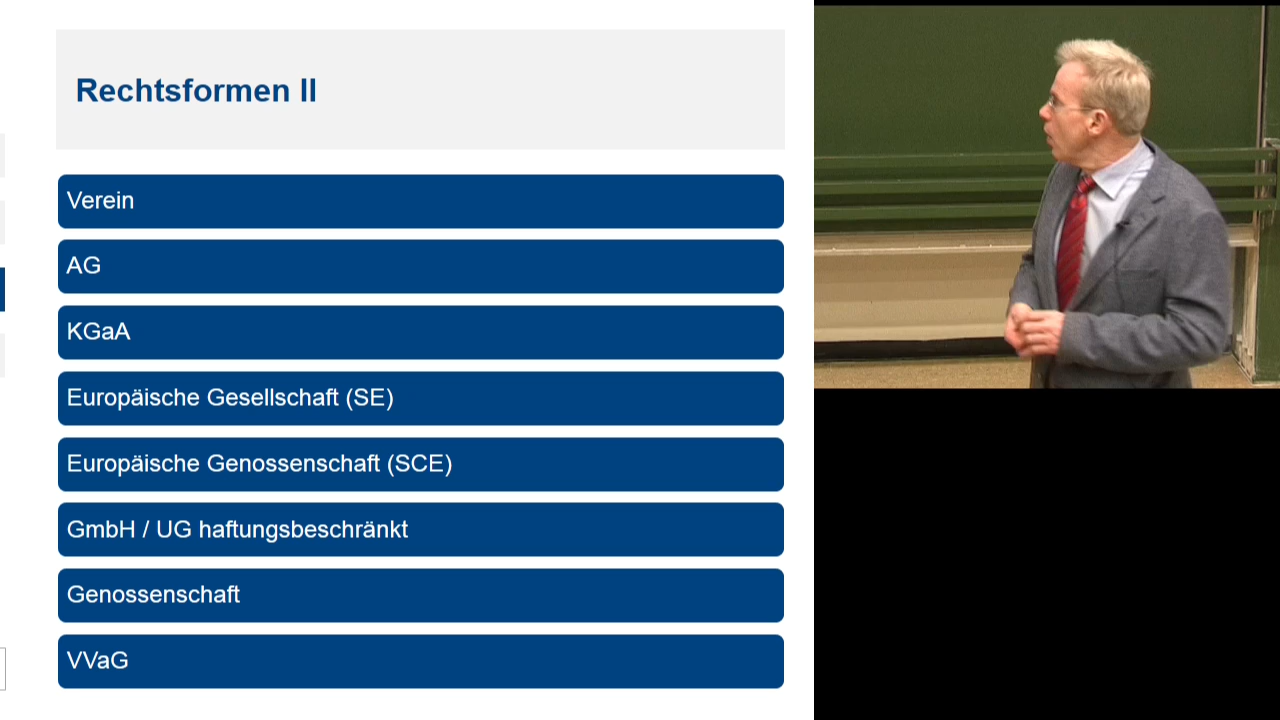 Rechtsformen II
Verein
AG
KGaA
Europäische Gesellschaft (SE)
Europäische Genossenschaft (SCE)
GmbH / UG haftungsbeschränkt
Genossenschaft
VVaG